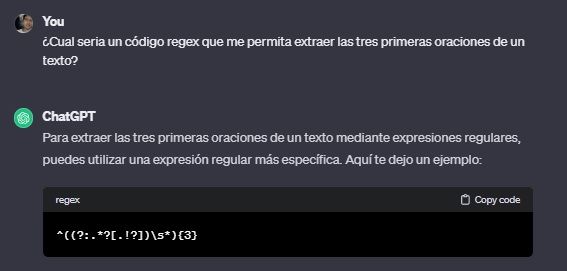 You
¿Cual seria un código regex que me permita extraer las tres primeras oraciones de un
texto?
ChatGPT
Para extraer las tres primeras oraciones de un texto mediante expresiones regulares,
puedes utilizar una expresión regular más específica. Aquí te dejo un ejemplo:
regex Copy code
^((?:.*?[.!?])\s*){3}